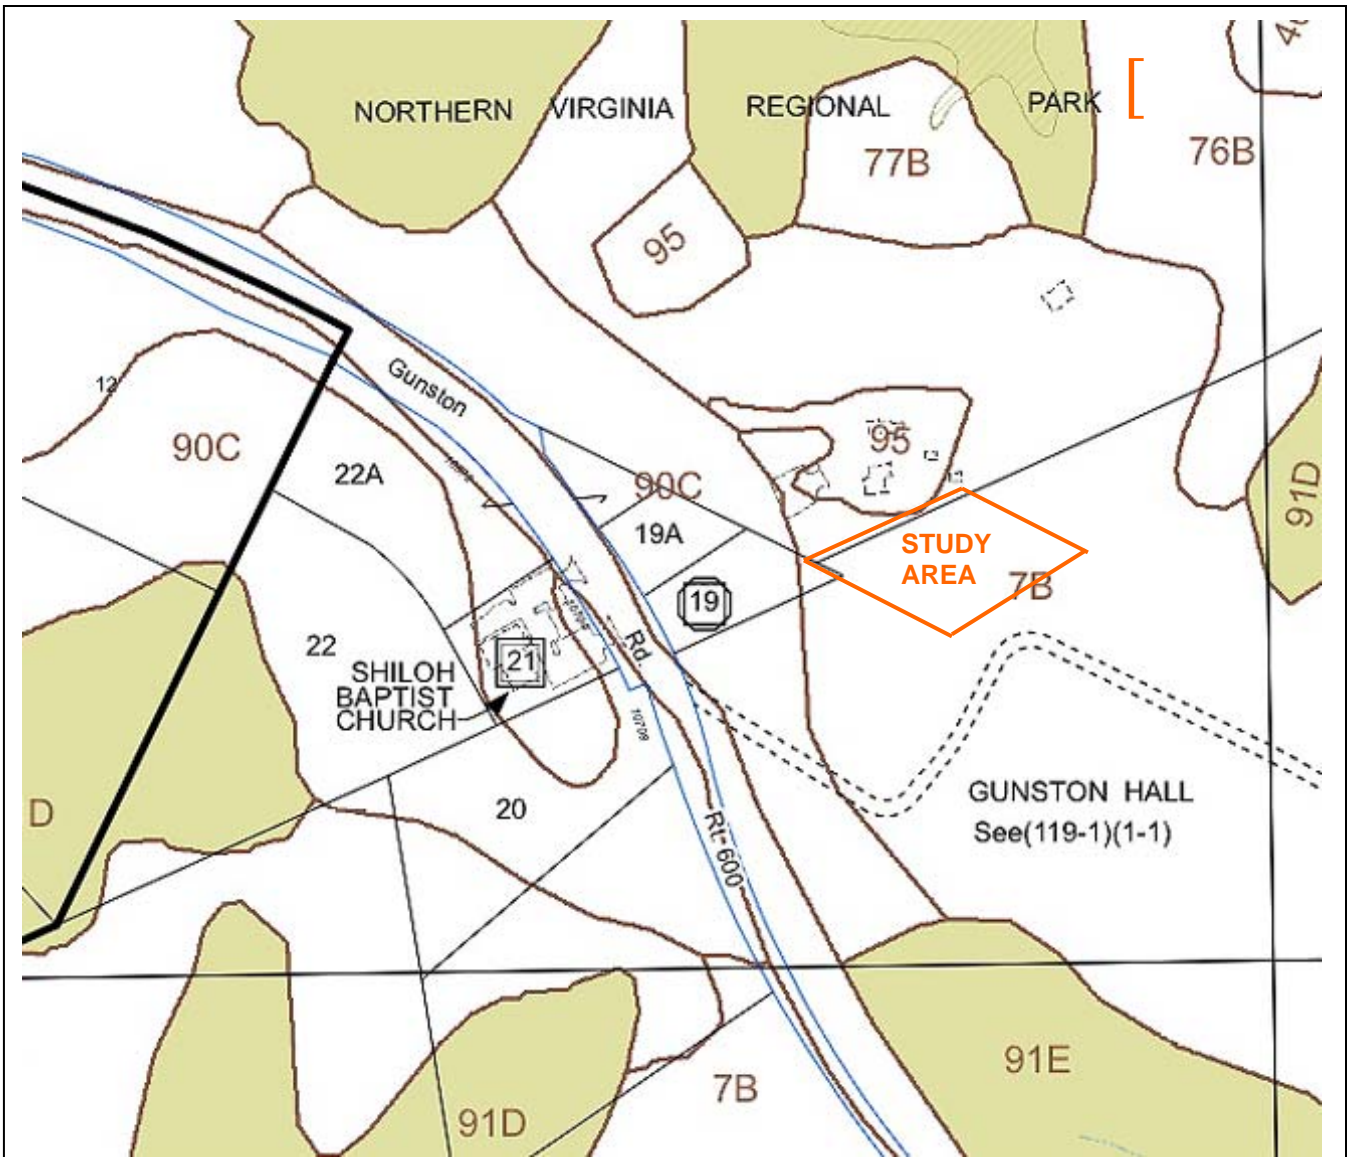 NORTHERN VIRGINIA REGIONAL PARK [
77B
76B
95
Gunston
12
90C
22A
95
90C
91D
19A
STUDY
AREA
7B
19
22
Rd.
21
SHILOH
BAPTIST
CHURCH
10709
GUNSTON HALL
See(119-1)(1-1)
D
20
Rt. 600
91E
7B
91D